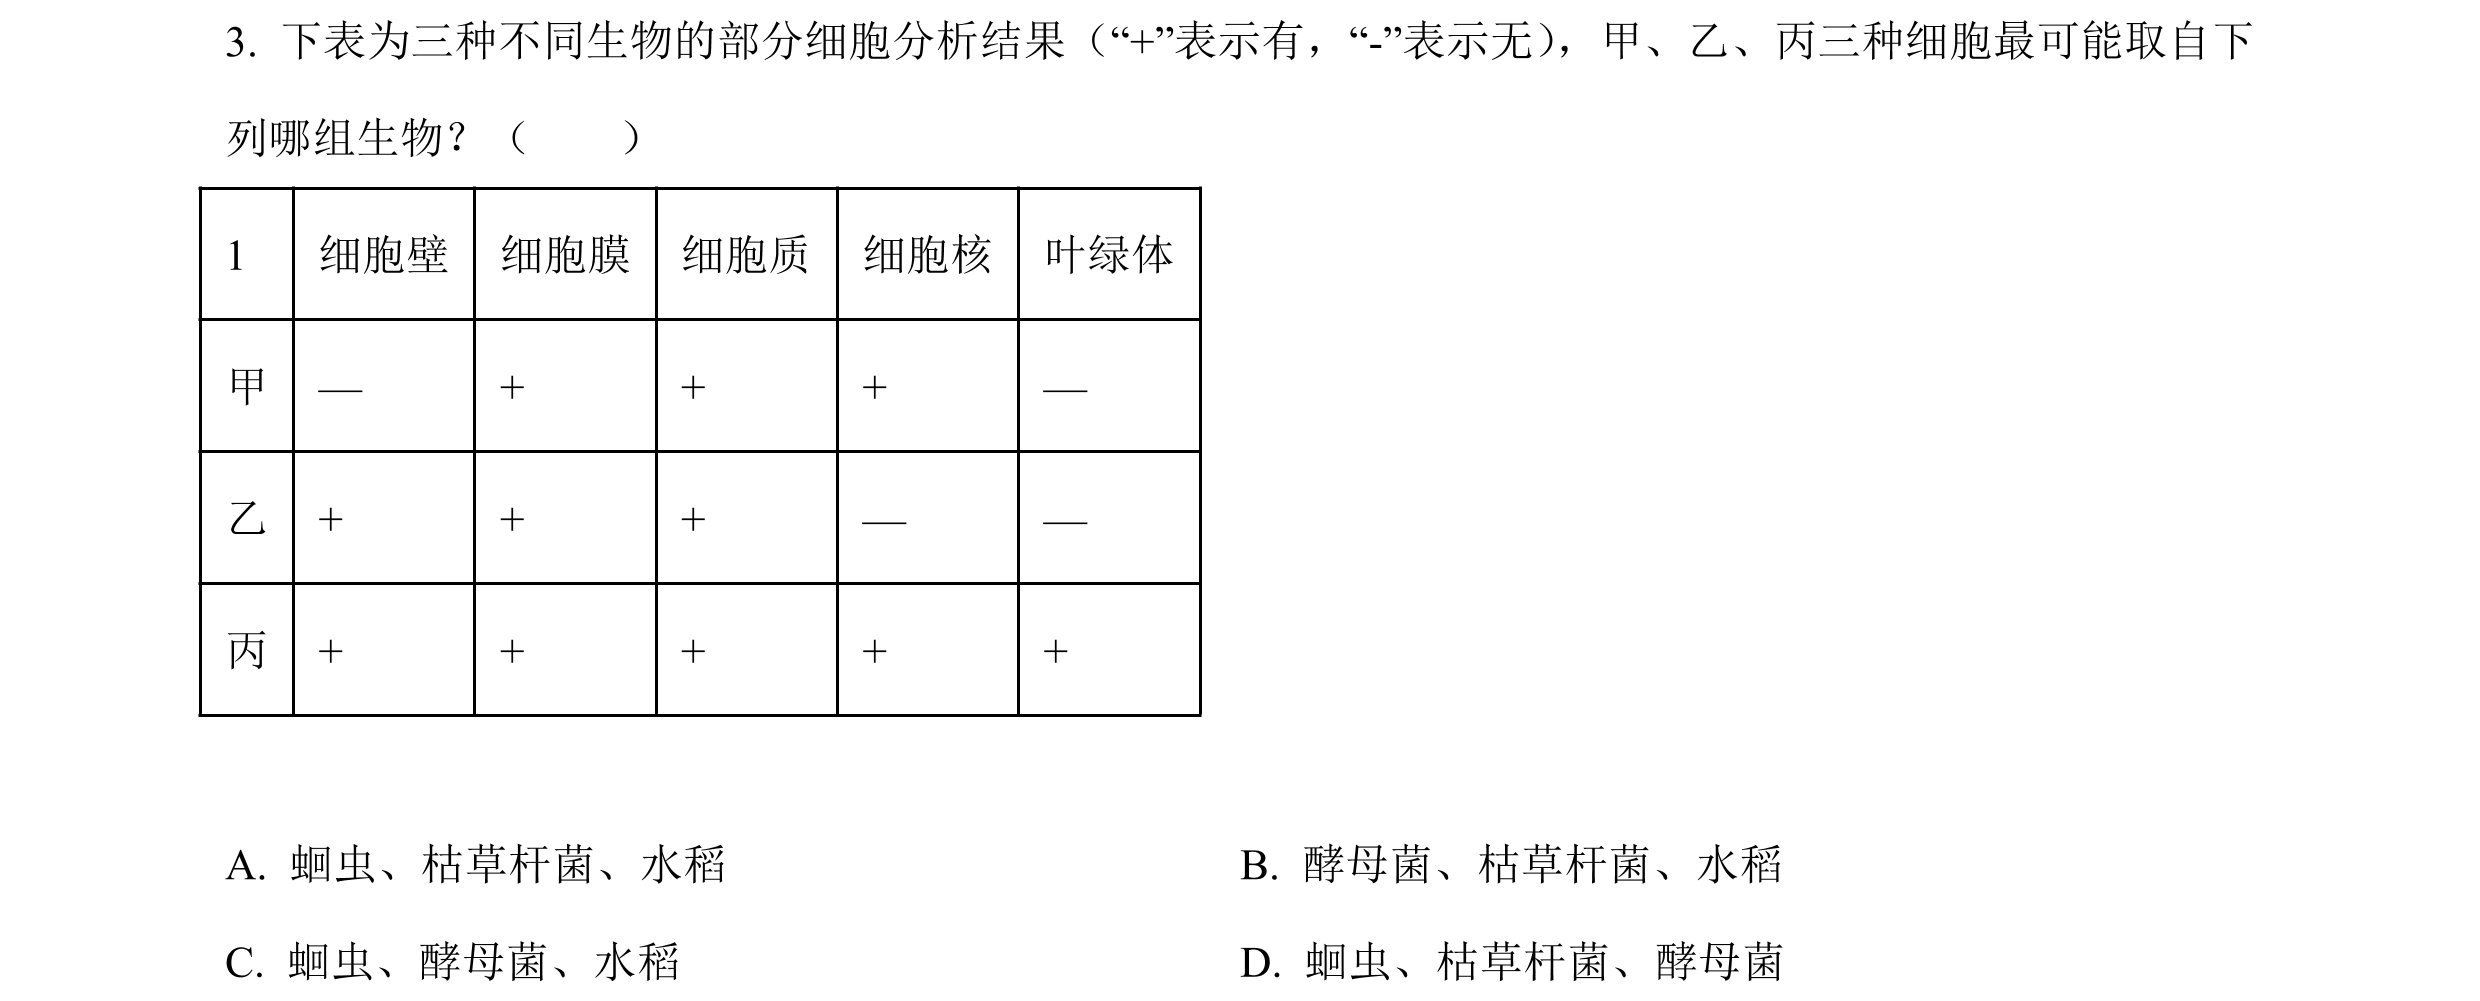 3. 下表为三种不同生物的部分细胞分析结果（“+”表示有，“-”表示无），甲、乙、丙三种细胞最可能取自下
列哪组生物？（　　）
1 细胞壁 细胞膜 细胞质 细胞核 叶绿体
甲 — + + + —
乙 + + + — —
丙 + + + + +
A. 蛔虫、枯草杆菌、水稻 B. 酵母菌、枯草杆菌、水稻
C. 蛔虫、酵母菌、水稻 D. 蛔虫、枯草杆菌、酵母菌